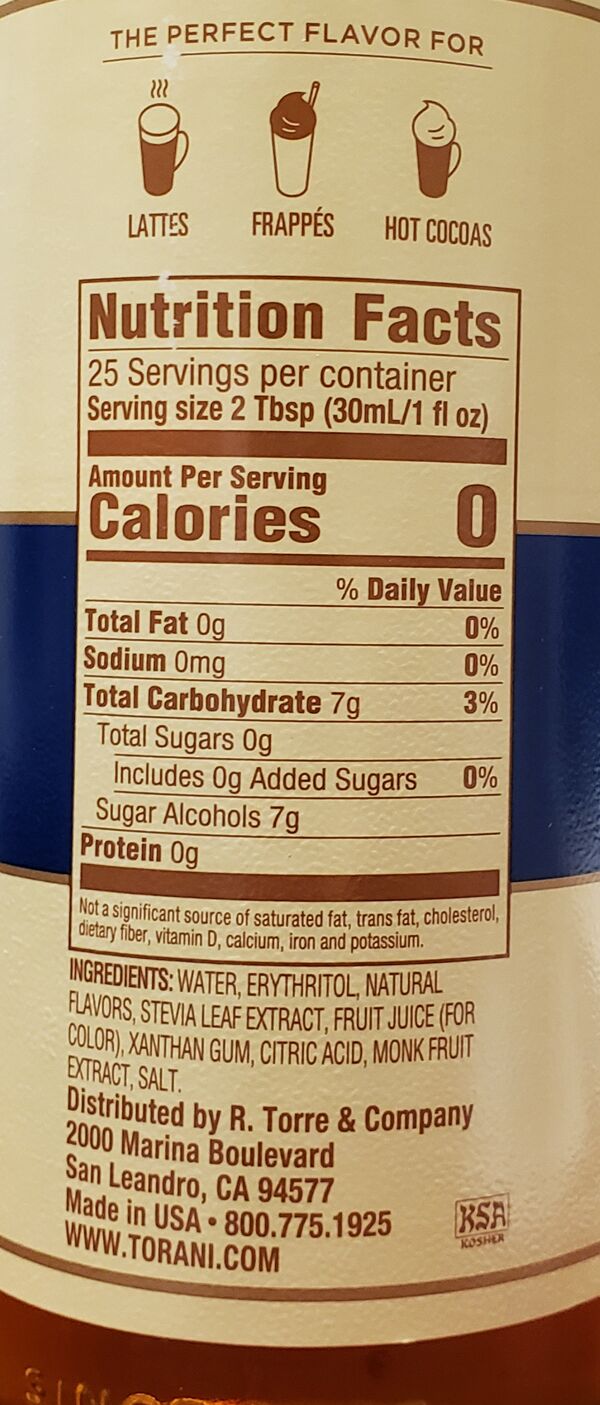 THE PERFECT FLAVOR FOR
LATTES FRAPPÉS HOT COCOAS
Nutrition Facts
25 Servings per container
Serving size 2 Tbsp (30mL/1 fl oz)
Amount Per Serving
Calories 0
% Daily Value
Total Fat 0g 0%
Sodium 0mg 0%
Total Carbohydrate 7g 3%
Total Sugars 0g
Includes 0g Added Sugars 0%
Sugar Alcohols 7g
Protein 0g
Not a significant source of saturated fat, trans fat, cholesterol,
dietary fiber, vitamin D, calcium, iron and potassium.
INGREDIENTS: WATER, ERYTHRITOL, NATURAL
FLAVORS, STEVIA LEAF EXTRACT, FRUIT JUICE (FOR
COLOR), XANTHAN GUM, CITRIC ACID, MONK FRUIT
EXTRACT, SALT.
Distributed by R. Torre & Company
2000 Marina Boulevard
San Leandro, CA 94577
Made in USA • 800.775.1925
WWW.TORANI.COM
KSA
KOSHER